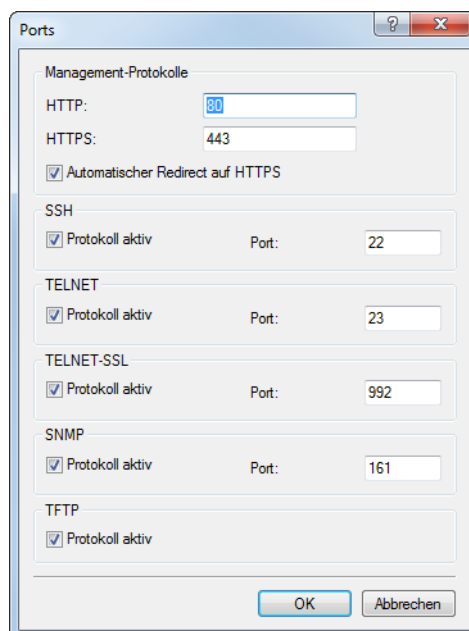 Ports
?
Management-Protokolle
HTTP: 80
HTTPS: 443
Automatischer Redirect auf HTTPS
SSH
Protokoll aktiv Port: 22
TELNET
Protokoll aktiv Port: 23
TELNET-SSL
Protokoll aktiv Port: 992
SNMP
Protokoll aktiv Port: 161
TFTP
Protokoll aktiv
OK Abbrechen